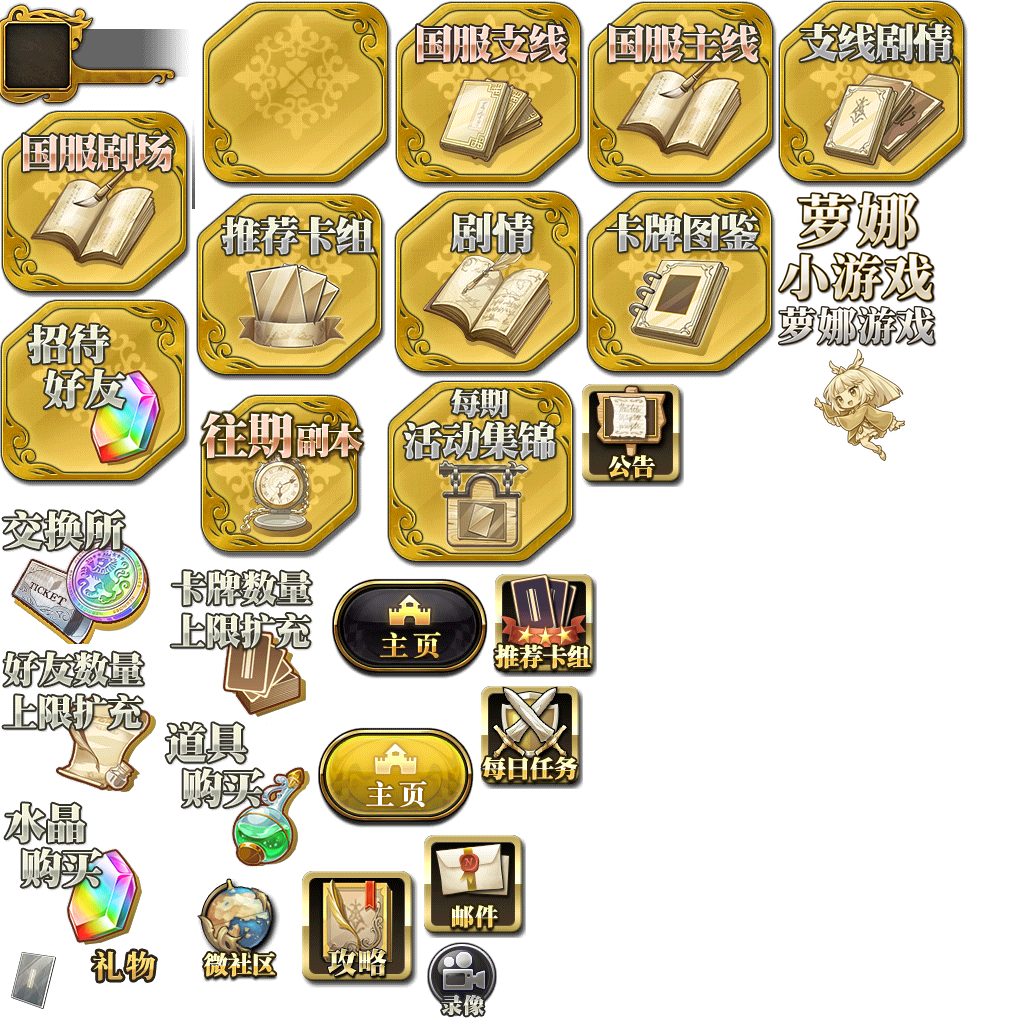 国服支线
国服主线
支线剧情
国服剧场
推荐卡组
剧情
卡牌图鉴
萝娜
小游戏
萝娜游戏
招待
好友
往期副本
每期
活动集锦
公告
交换所
TICKET
卡牌数量
上限扩充
主页
推荐卡组
好友数量
上限扩充
道具
购买
主页
每日任务
水晶
购买
邮件
礼物
微社区
攻略
录像